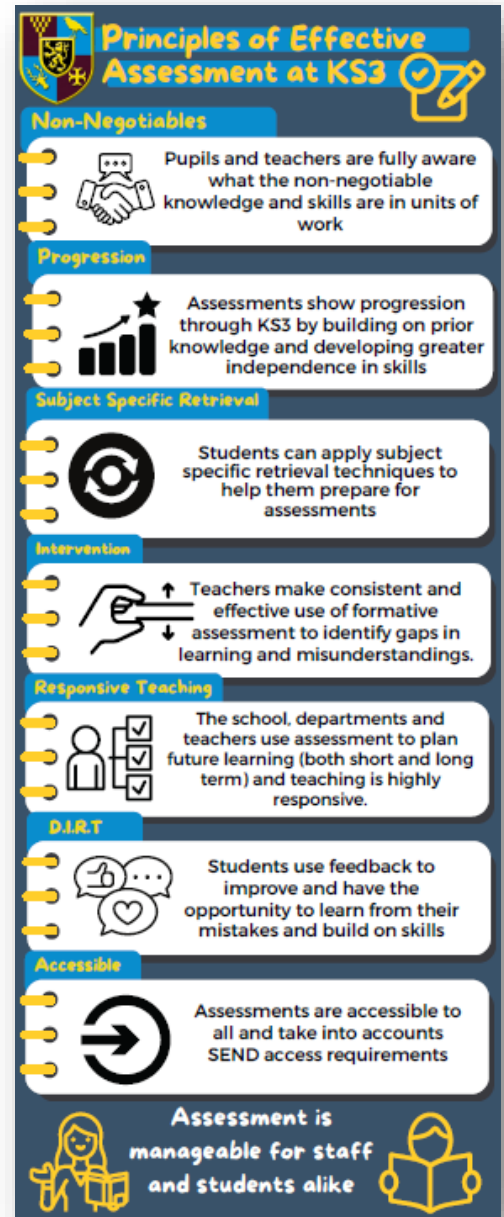 Principles of Effective
Assessment at KS3
Non-Negotiables
Pupils and teachers are fully aware
what the non-negotiable
knowledge and skills are in units of
work
Progression
Assessments show progression
through KS3 by building on prior
knowledge and developing greater
independence in skills
Subject Specific Retrieval
Students can apply subject
specific retrieval techniques to
help them prepare for
assessments
Intervention
Teachers make consistent and
effective use of formative
assessment to identify gaps in
learning and misunderstandings.
Responsive Teaching
The school, departments and
teachers use assessment to plan
future learning (both short and long
term) and teaching is highly
responsive.
D.I.R.T
Students use feedback to
improve and have the
opportunity to learn from their
mistakes and build on skills
Accessible
Assessments are accessible to
all and take into accounts
SEND access requirements
Assessment is
manageable for staff
and students alike